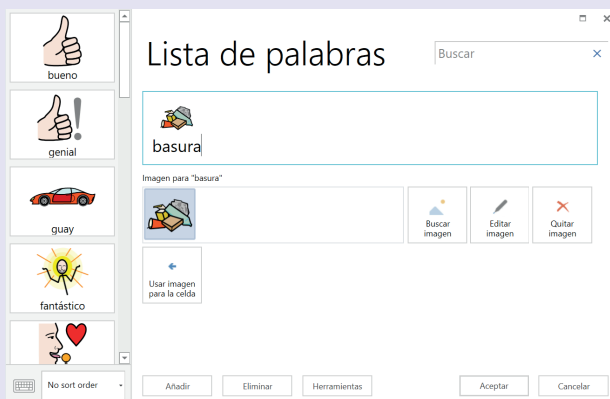 bueno
genial
guay
fantástico
No sort order
Lista de palabras
Buscar
basura
Imagen para "basura"
Buscar
imagen
Editar
imagen
Quitar
imagen
Usar imagen
para la celda
Añadir
Eliminar
Herramientas
Aceptar
Cancelar